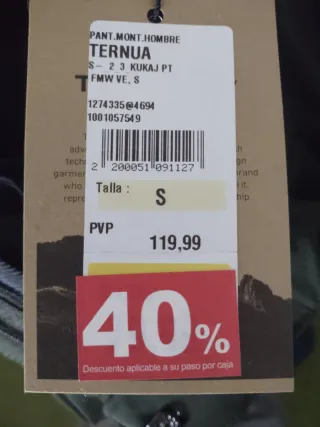 PANT.MONT.HOMBRE
TERNUA
S- 2 3 KUKAJ PT
FMW VE, S
1274335@4694
1001057549
2 200051 091127
Talla :
S
PVP
119,99
40%
Descuento aplicable a su paso por caja